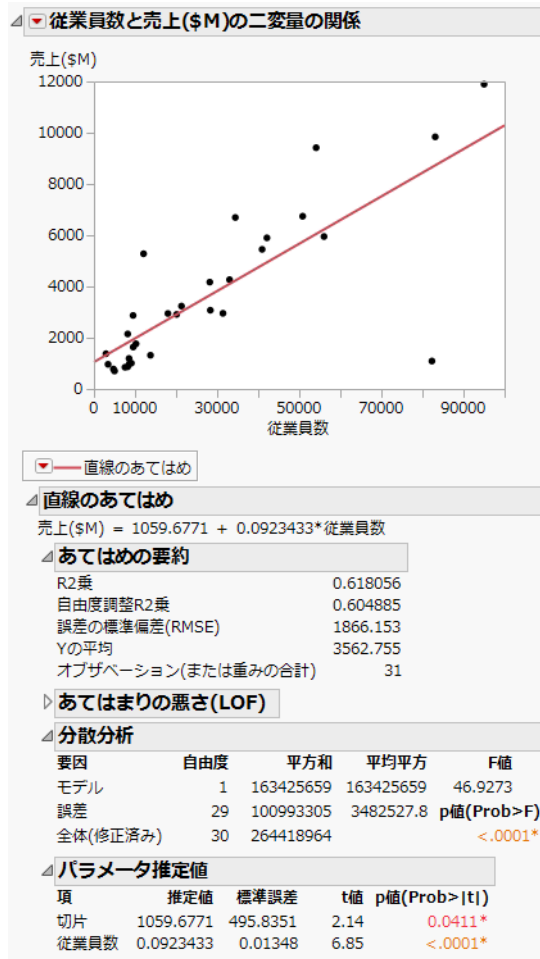 従業員数と売上($M)の二変量の関係
売上($M)
12000
10000
8000
6000
4000
2000
0
0 10000 30000 50000 70000 90000
従業員数
直線のあてはめ
直線のあてはめ
売上($M) = 1059.6771 + 0.0923433*従業員数
あてはめの要約
R2乗 0.618056
自由度調整R2乗 0.604885
誤差の標準偏差(RMSE) 1866.153
Yの平均 3562.755
オブザベーション(または重みの合計) 31
あてはまりの悪さ(LOF)
分散分析
要因 自由度 平方和 平均平方 F値
モデル 1 163425659 163425659 46.9273
誤差 29 100993305 3482527.8 p値(Prob>F)
全体(修正済み) 30 264418964 <.0001*
パラメータ推定値
項 推定値 標準誤差 t値 p値(Prob>|t|)
切片 1059.6771 495.8351 2.14 0.0411*
従業員数 0.0923433 0.01348 6.85 <.0001*